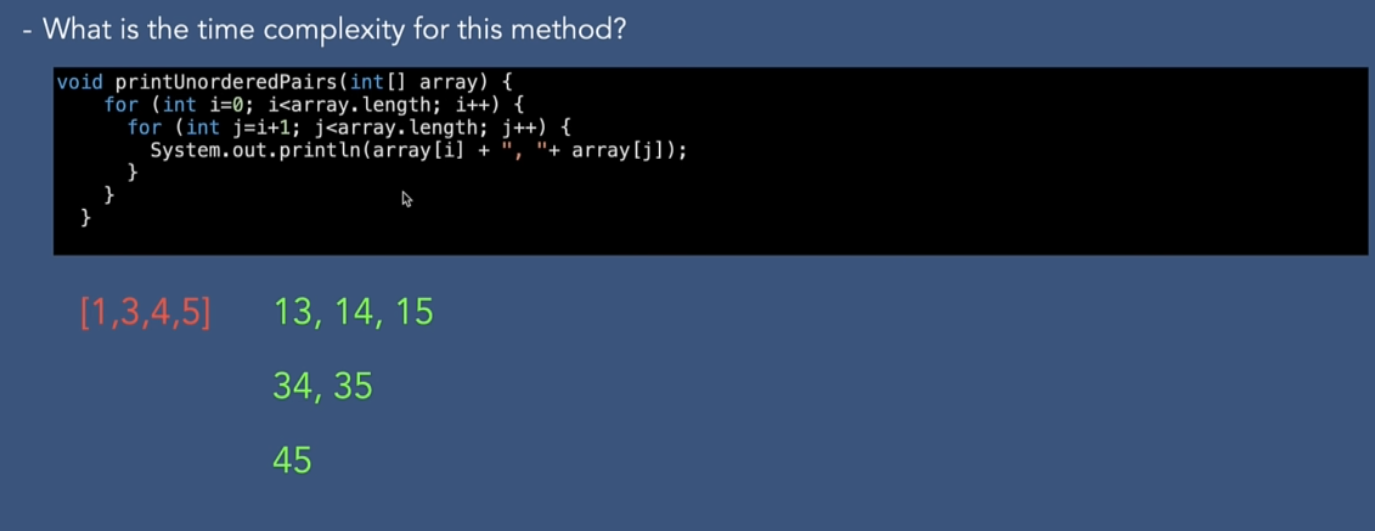 - What is the time complexity for this method?
void printUnorderedPairs(int[] array) {
for (int i=0; i<array.length; i++) {
for (int j=i+1; j<array.length; j++) {
System.out.println(array[i] + ", "+ array[j]);
}
}
}
[1,3,4,5] 13, 14, 15
34, 35
45